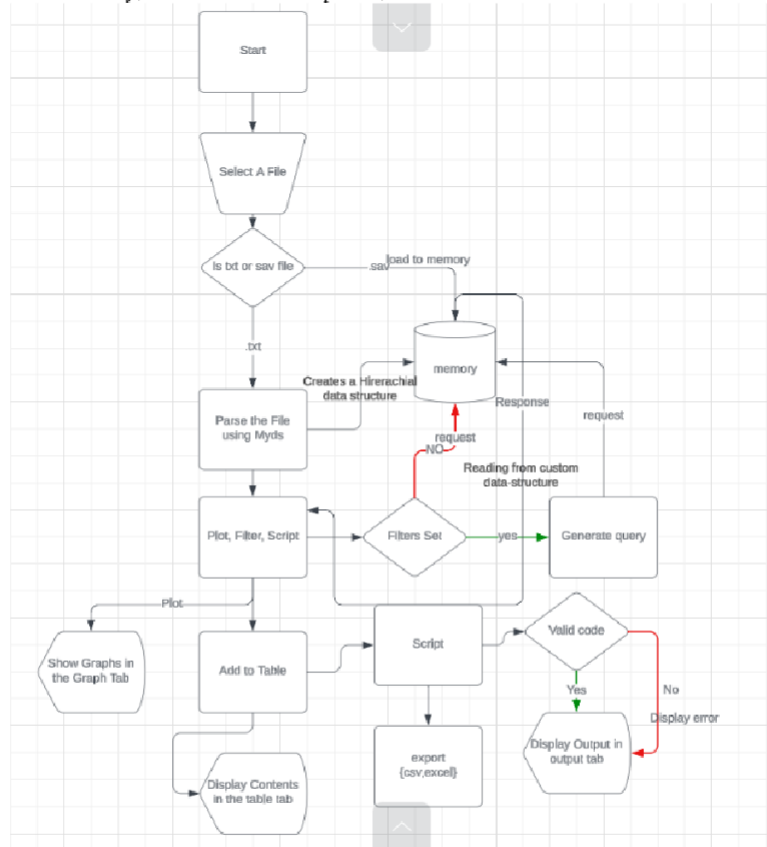 Start
Select A File
is txt or sav file
.sav
load to memory
.txt
memory
Creates a Hirerachial
data structure
Response
request
Parse the File
using Myds
request
NO
Reading from custom
data-structure
Plot, Filter, Script
Filters Set
yes
Generate query
Plot
Script
Valid code
Show Graphs in
the Graph Tab
Add to Table
Yes
No
Display error
Display Output in
output tab
export
{csv,excel}
Display Contents
in the table tab